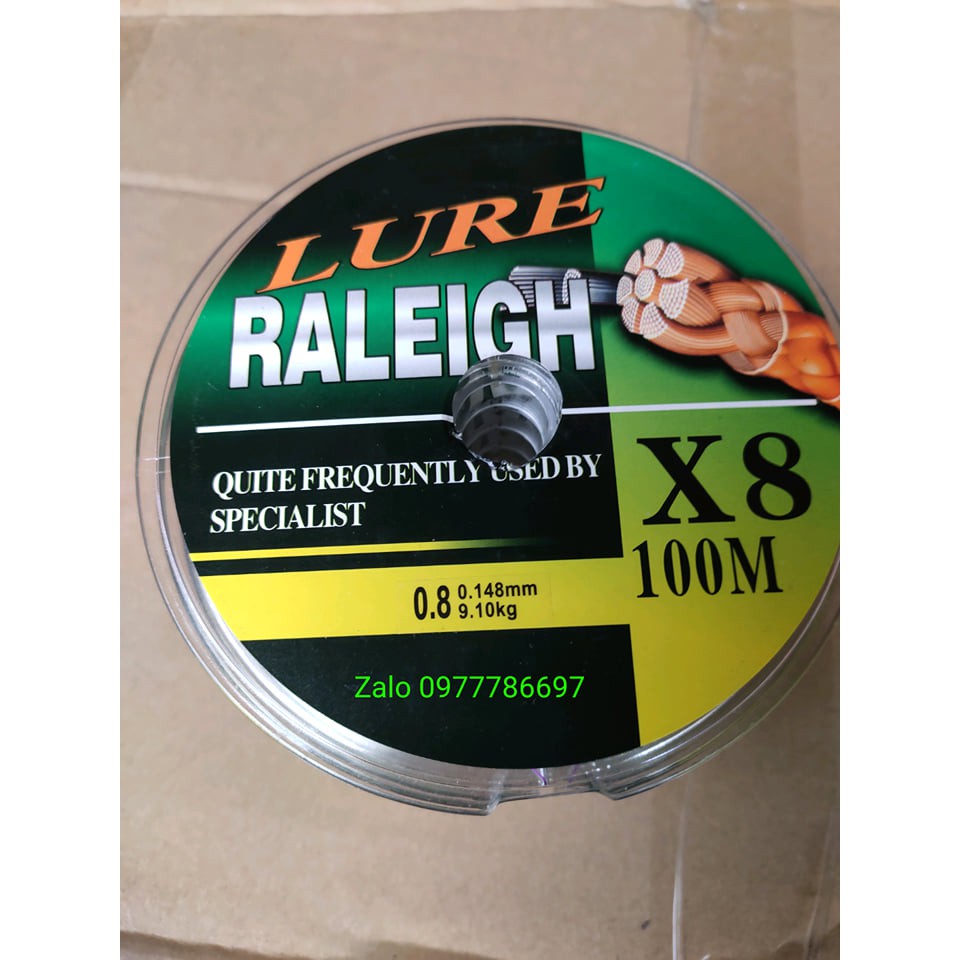 LURE
RALEIGH
QUITE FREQUENTLY USED BY
SPECIALIST
X8
100M
0.8 0.148mm
9.10kg
Zalo 0977786697